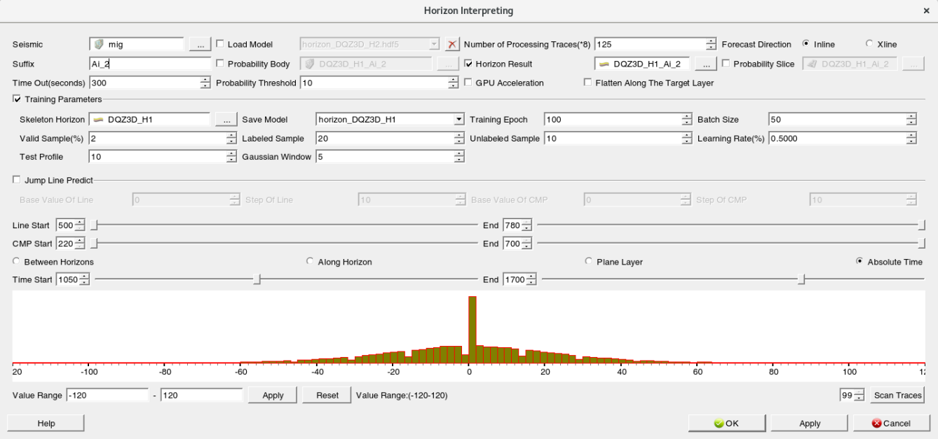 Horizon Interpreting
Seismic mig ... Load Model horizon_DQZ3D_H2.hdf5 Number of Processing Traces(*8) 125 Forecast Direction Inline Xline
Suffix Ai_2 Probability Body DQZ3D_H1_Ai_2 ... Horizon Result DQZ3D_H1_Ai_2 ... Probability Slice DQZ3D_H1_Ai_2 ...
Time Out(seconds) 300 Probability Threshold 10 GPU Acceleration Flatten Along The Target Layer
Training Parameters
Skeleton Horizon DQZ3D_H1 ... Save Model horizon_DQZ3D_H1 Training Epoch 100 Batch Size 50
Valid Sample(%) 2 Labeled Sample 20 Unlabeled Sample 10 Learning Rate(%) 0.5000
Test Profile 10 Gaussian Window 5
Jump Line Predict
Base Value Of Line 0 Step Of Line 10 Base Value Of CMP 0 Step Of CMP 10
Line Start 500 End 780
CMP Start 220 End 700
Between Horizons Along Horizon Plane Layer Absolute Time
Time Start 1050 End 1700
20 -100 -80 -60 -40 -20 0 20 40 60 80 100 12
Value Range -120 - 120 Apply Reset Value Range:(-120-120) 99 Scan Traces
Help OK Apply Cancel